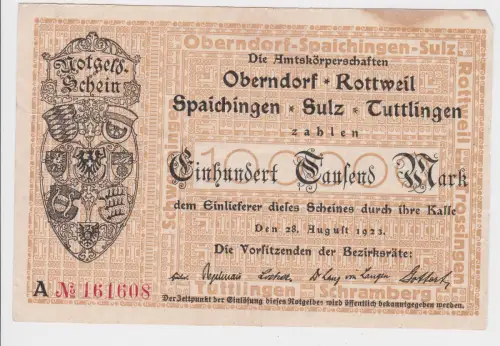 Notgeld-
Schein
Oberndorf-Spaichingen-Sulz
Die Amtskörperschaften
Oberndorf * Rottweil
Spaichingen * Sulz * Tuttlingen
zahlen
Einhundert Tausend Mark
dem Einlieferer dieses Scheines durch ihre Kasse
Den 28. August 1923.
Die Vorsitzenden der Bezirksräte:
Tuttlingen Schramberg
Der Zeitpunkt der Einlösung dieses Notgeldes wird öffentlich bekanntgegeben werden.
A № 161608
Rottweil
Trossingen